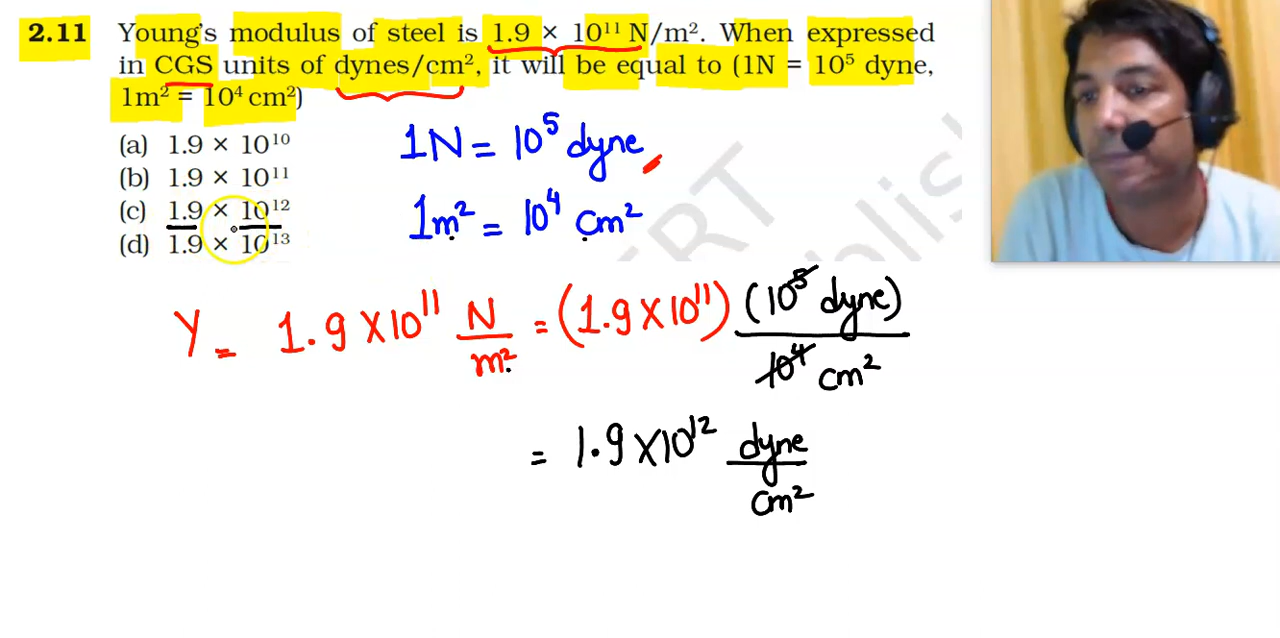 2.11 Young's modulus of steel is 1.9 × 10¹¹ N/m². When expressed
in CGS units of dynes/cm², it will be equal to (1N = 10⁵ dyne,
1m² = 10⁴ cm²)
(a) 1.9 × 10¹⁰
(b) 1.9 × 10¹¹
(c) 1.9 × 10¹²
(d) 1.9 × 10¹³
1N = 10⁵ dyne
1m² = 10⁴ cm²
Y = 1.9 × 10¹¹ N/m² = (1.9 × 10¹¹) (10⁵ dyne)/10⁴ cm²
= 1.9 × 10¹² dyne/cm²